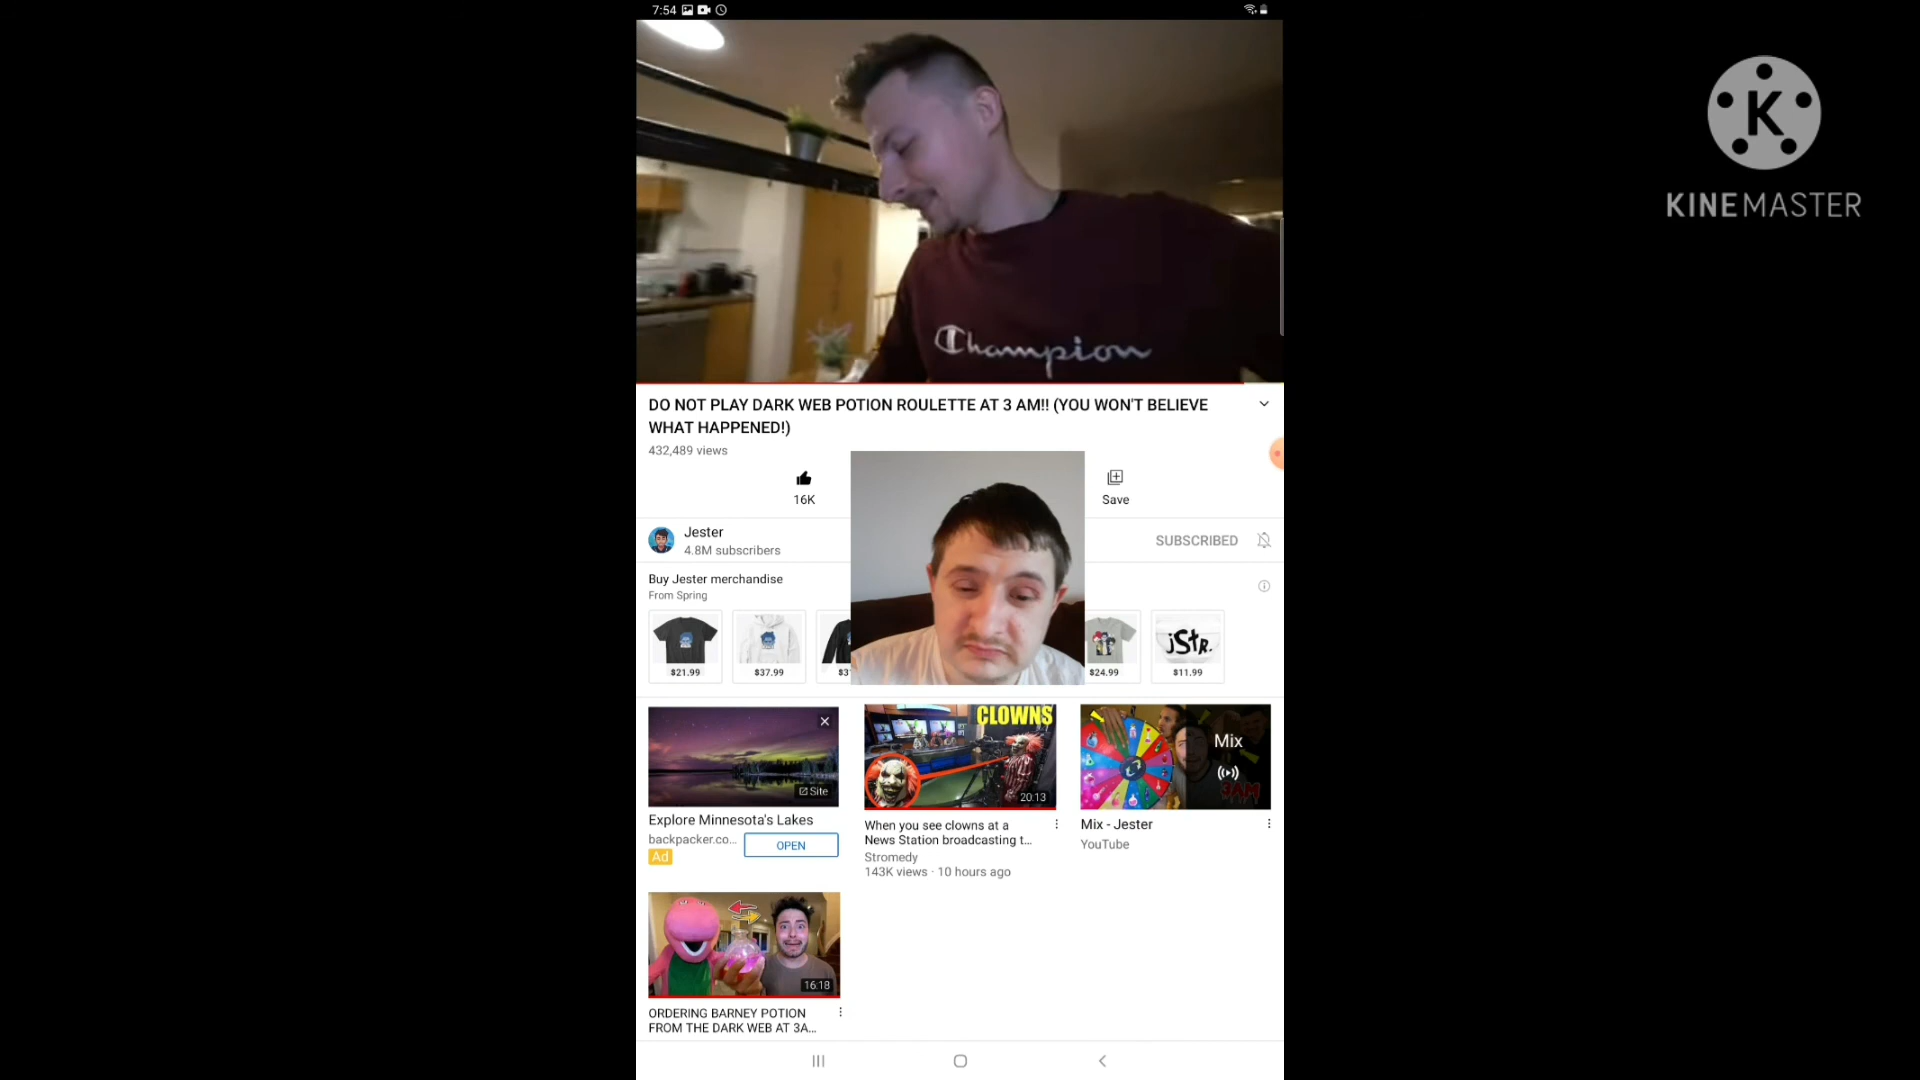 7:54
KINEMASTER
Champion
DO NOT PLAY DARK WEB POTION ROULETTE AT 3 AM!! (YOU WON'T BELIEVE
WHAT HAPPENED!)
432,489 views
16K
Save
Jester
4.8M subscribers
SUBSCRIBED
Buy Jester merchandise
From Spring
jStR.
$21.99
$37.99
$3
$24.99
$11.99
CLOWNS
Mix
3AM
Site
20:13
Explore Minnesota's Lakes
backpacker.co...
OPEN
Ad
When you see clowns at a
News Station broadcasting t...
Stromedy
143K views · 10 hours ago
Mix - Jester
YouTube
16:18
ORDERING BARNEY POTION
FROM THE DARK WEB AT 3A...